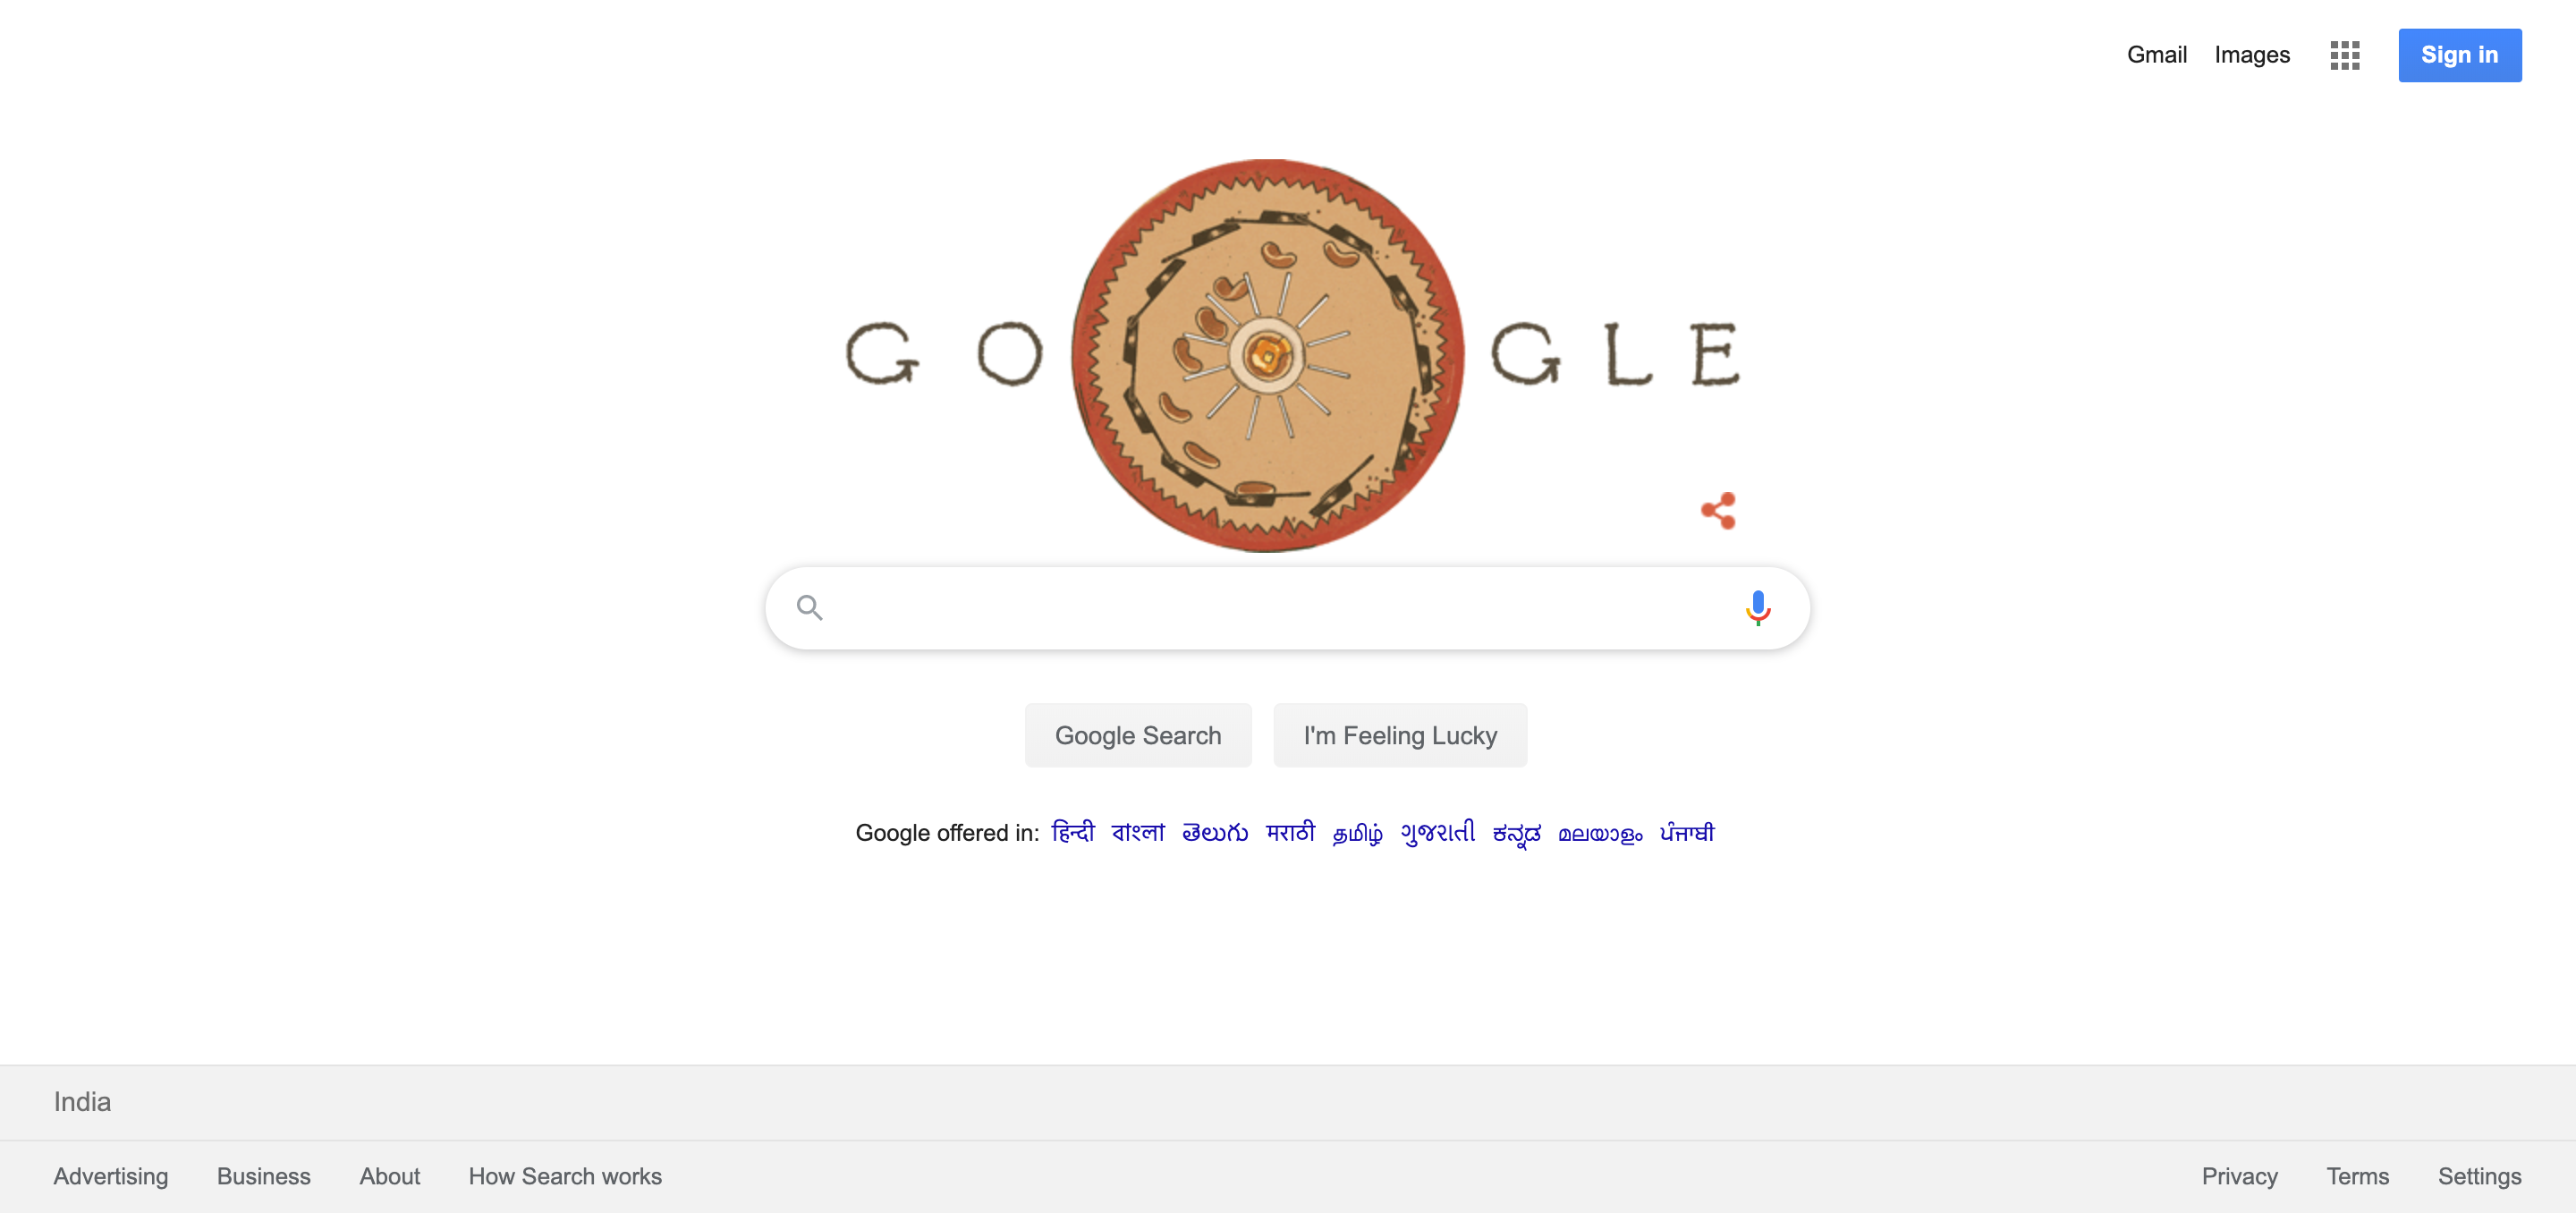 Gmail Images Sign in
G O GLE
Google Search I'm Feeling Lucky
Google offered in: हिन्दी বাংলা తెలుగు मराठी தமிழ் ગુજરાતી ಕನ್ನಡ മലയാളം ਪੰਜਾਬੀ
India
Advertising Business About How Search works Privacy Terms Settings